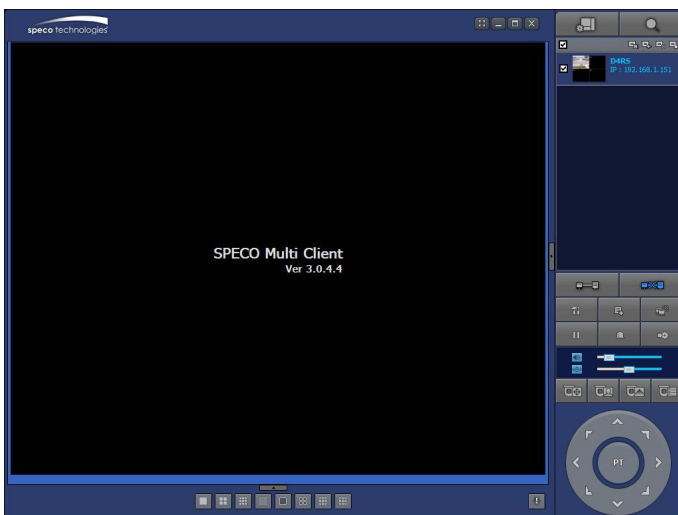 speco technologies
D4RS
IP : 192.168.1.151
SPECO Multi Client
Ver 3.0.4.4
PT